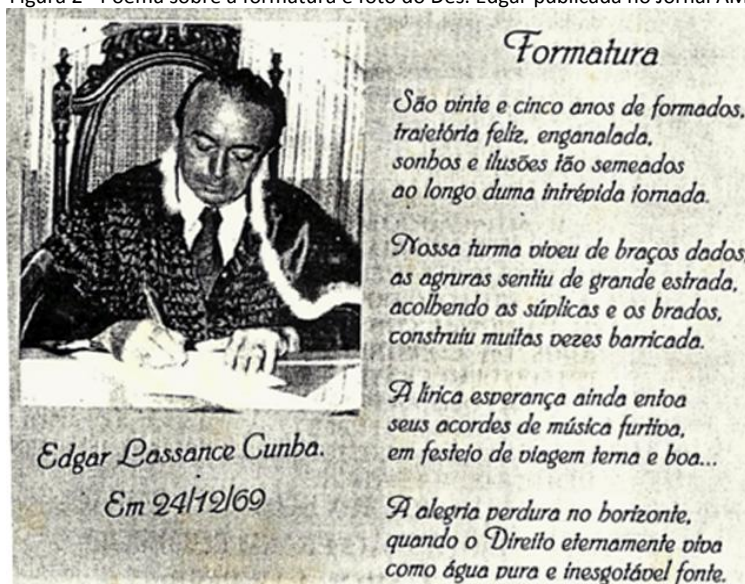 Figura 2 - Poema sobre a formatura e foto do Des. Edgar publicada no Jornal
Formatura
São vinte e cinco anos de formados,
trajetória feliz, enganalada,
sonhos e ilusões tão semeados
ao longo duma intrépida jornada.
Nossa turma viveu de braços dados,
as agruras sentiu de grande estrada,
acolhendo as súplicas e os brados,
construiu muitas vezes barricada.
A lírica esperança ainda entoa
seus acordes de música furtiva,
em festejo de viagem terna e boa...
A alegria perdura no horizonte,
quando o Direito eternamente viva
como água pura e inesgotável fonte.
Edgar Lassance Cunha.
Em 24/12/69